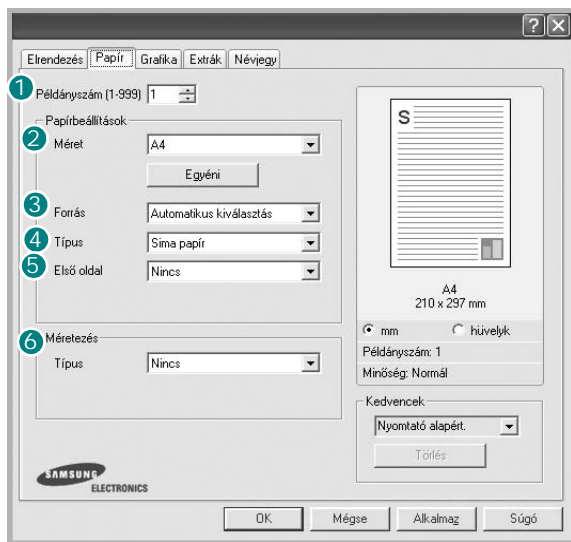 Elrendezés Papír Grafika Extrák Névjegy
1 Példányszám (1-999) 1
Papírbeállítások
2 Méret A4
Egyéni
3 Forrás Automatikus kiválasztás
4 Típus Sima papír
5 Első oldal Nincs
6 Méretezés
Típus Nincs
S
A4
210 x 297 mm
mm hüvelyk
Példányszám: 1
Minőség: Normál
Kedvencek
Nyomtató alapért.
Törlés
SAMSUNG
ELECTRONICS
OK Mégse Alkalmaz Súgó